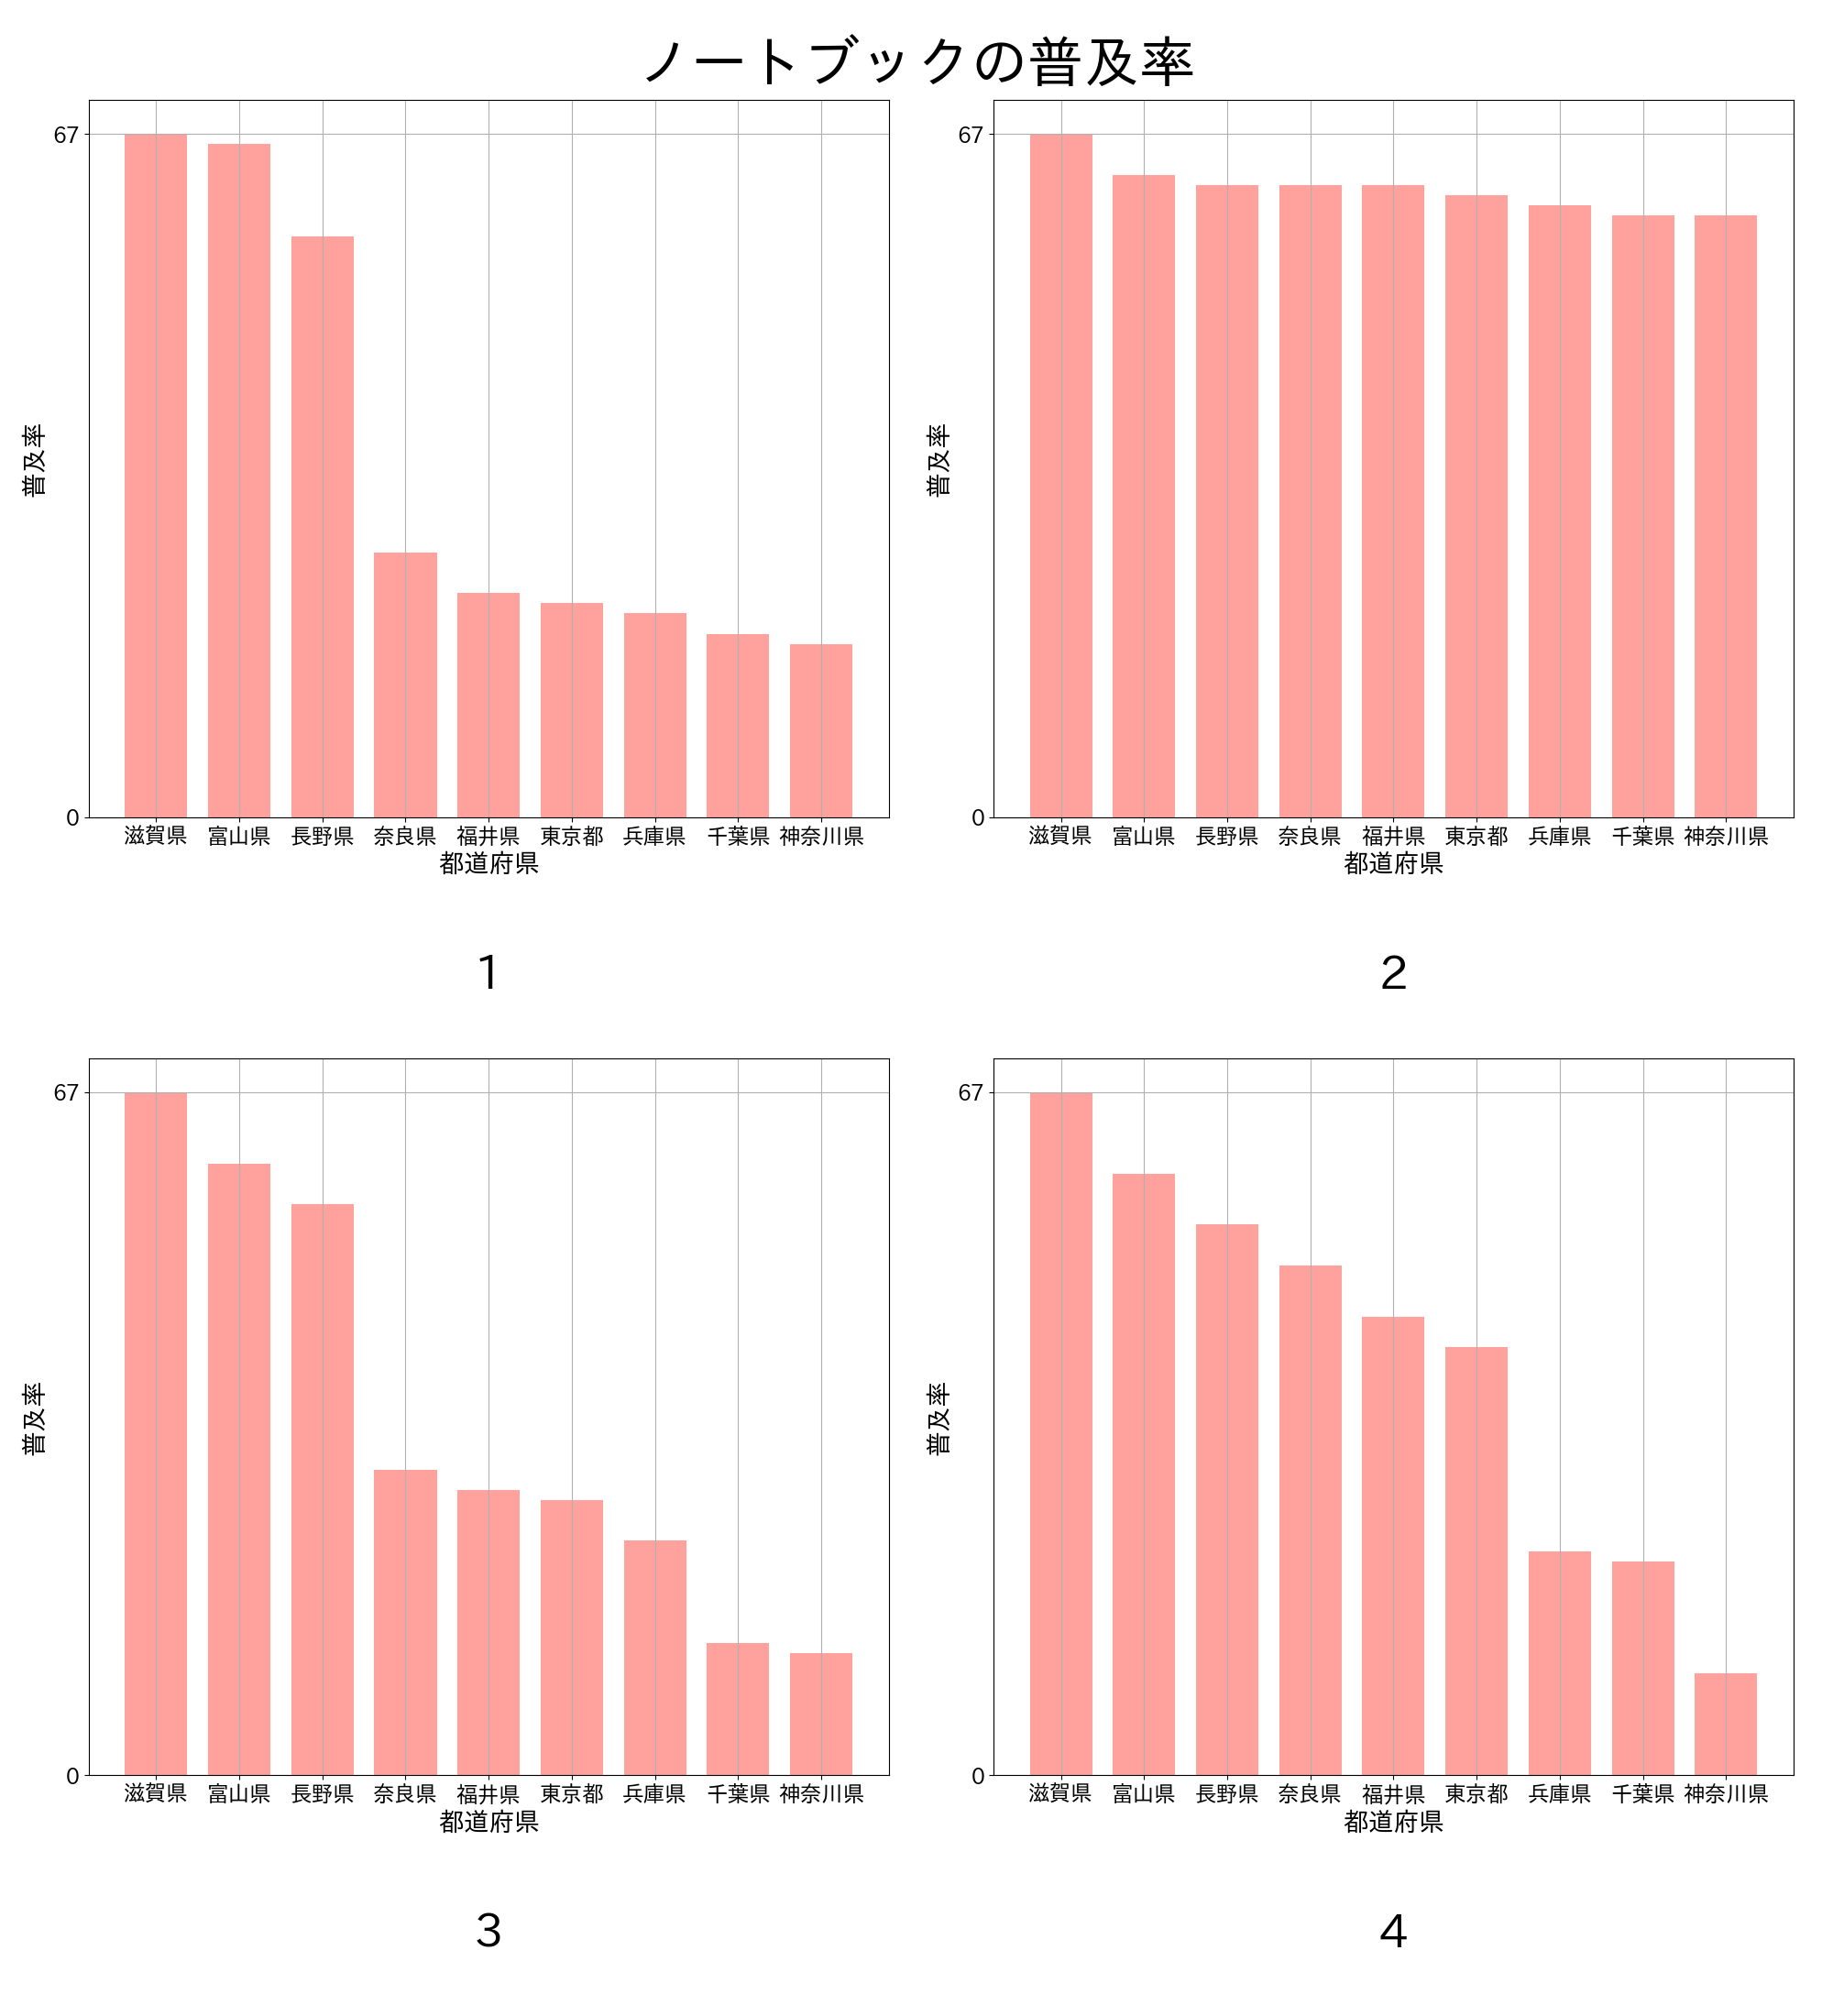 ノートブックの普及率
67
0
普及率
滋賀県 富山県 長野県 奈良県 福井県 東京都 兵庫県 千葉県 神奈川県
都道府県
1
67
0
普及率
滋賀県 富山県 長野県 奈良県 福井県 東京都 兵庫県 千葉県 神奈川県
都道府県
2
67
0
普及率
滋賀県 富山県 長野県 奈良県 福井県 東京都 兵庫県 千葉県 神奈川県
都道府県
3
67
0
普及率
滋賀県 富山県 長野県 奈良県 福井県 東京都 兵庫県 千葉県 神奈川県
都道府県
4